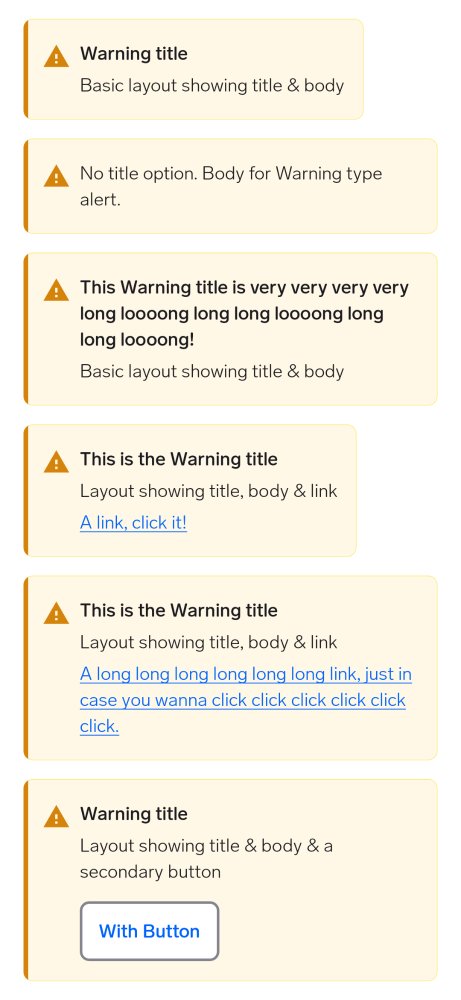 Warning title
Basic layout showing title & body
No title option. Body for Warning type
alert.
This Warning title is very very very very
long loooong long long loooong long
long loooong!
Basic layout showing title & body
This is the Warning title
Layout showing title, body & link
A link, click it!
This is the Warning title
Layout showing title, body & link
A long long long long long long link, just in
case you wanna click click click click click
click.
Warning title
Layout showing title & body & a
secondary button
With Button